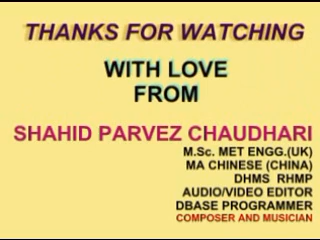 THANKS FOR WATCHING
WITH LOVE
FROM
SHAHID PARVEZ CHAUDHARI
M.Sc. MET ENGG.(UK)
MA CHINESE (CHINA)
DHMS RHMP
AUDIO/VIDEO EDITOR
DBASE PROGRAMMER
COMPOSER AND MUSICIAN